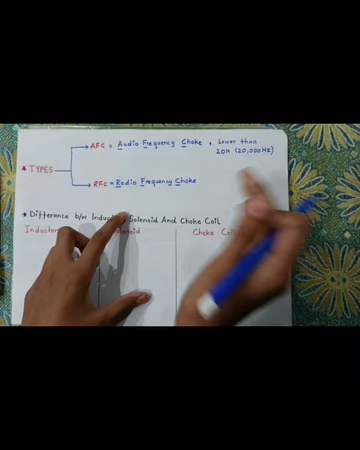 AFC = Audio Frequency Choke , Lower than
20K (20,000Hz)
* TYPES
RFC = Radio Frequency Choke
* Difference b/w Solenoid And Choke Coil
Inductor Choke Coil